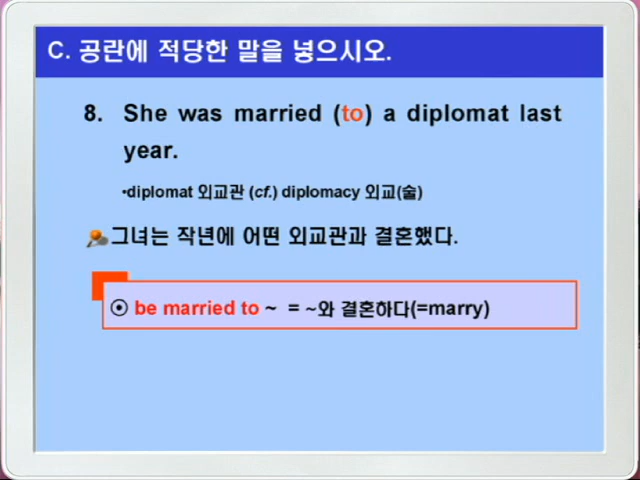 C. 공란에 적당한 말을 넣으시오.
8. She was married (to) a diplomat last
year.
•diplomat 외교관 (cf.) diplomacy 외교(술)
그녀는 작년에 어떤 외교관과 결혼했다.
⊙ be married to ~ = ~와 결혼하다(=marry)